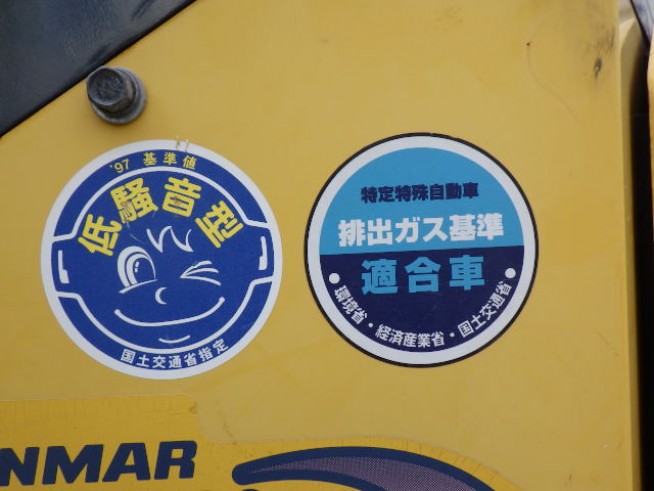 '97 基準値
低騒音型
国土交通省指定
特定特殊自動車
排出ガス基準
適合車
・環境省・経済産業省・国土交通省・
NMAR